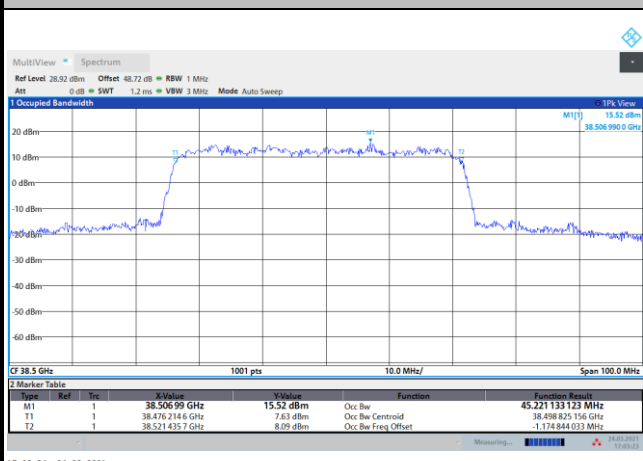 MultiView Spectrum
Ref Level 28.92 dBm Offset 48.72 dB RBW 1 MHz
Att 0 dB SWT 1.2 ms VBW 3 MHz Mode Auto Sweep
1 Occupied Bandwidth 1Pk View
M1[1] 15.52 dBm
38.506 990 0 GHz
20 dBm
M1
T1 T2
10 dBm
0 dBm
-10 dBm
-20 dBm
-30 dBm
-40 dBm
-50 dBm
-60 dBm
CF 38.5 GHz 1001 pts 10.0 MHz/ Span 100.0 MHz
2 Marker Table
Type Ref Trc X-Value Y-Value Function Function Result
M1 1 38.506 99 GHz 15.52 dBm Occ Bw 45.221 133 123 MHz
T1 1 38.476 214 6 GHz 7.63 dBm Occ Bw Centroid 38.498 825 156 GHz
T2 1 38.521 435 7 GHz 8.09 dBm Occ Bw Freq Offset -1.174 844 033 MHz
Measuring... 24.03.2021